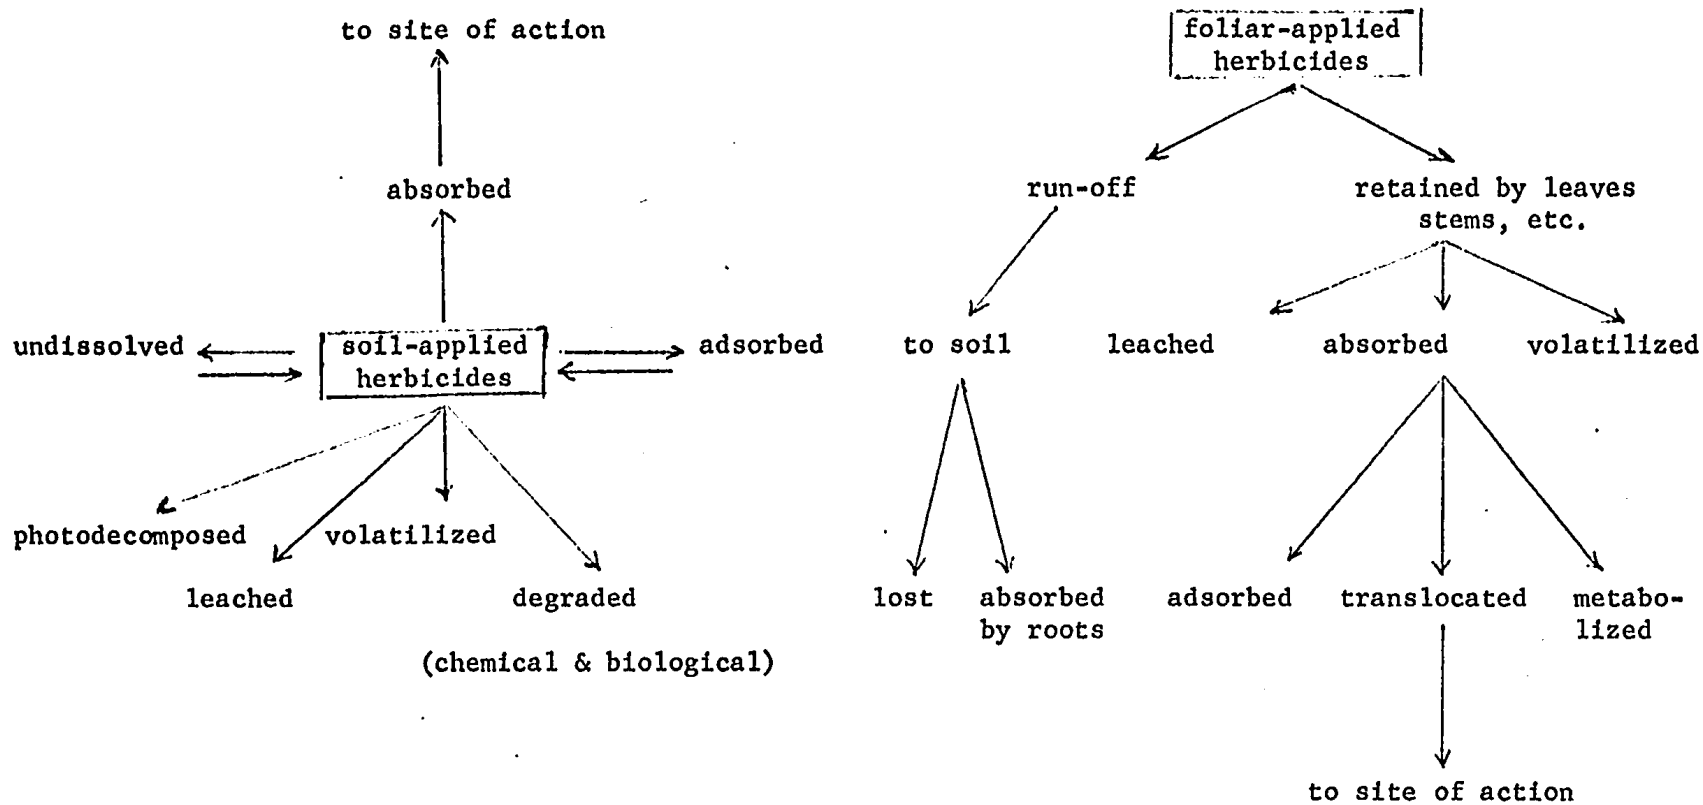 to site of action
absorbed
undissolved
soil-applied
herbicides
adsorbed
photodecomposed
volatilized
leached
degraded
(chemical & biological)
foliar-applied
herbicides
run-off
retained by leaves
stems, etc.
to soil
leached
absorbed
volatilized
lost
absorbed
by roots
adsorbed
translocated
metabo-
lized
to site of action